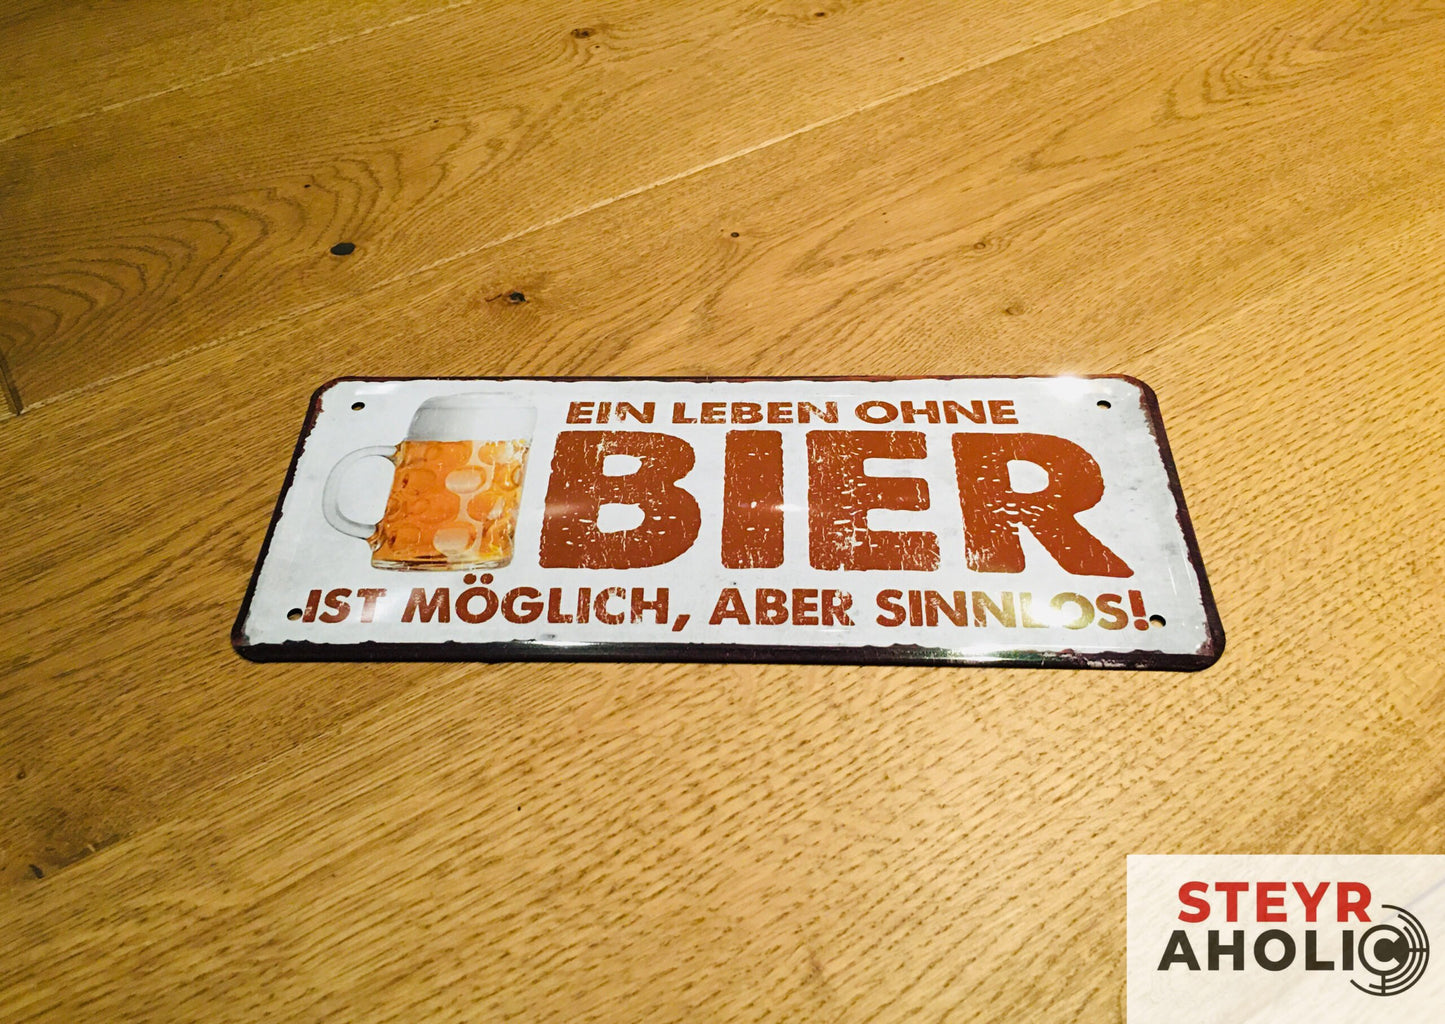 EIN LEBEN OHNE
BIER
IST MÖGLICH, ABER SINNLOS!
STEYR
AHOLIC